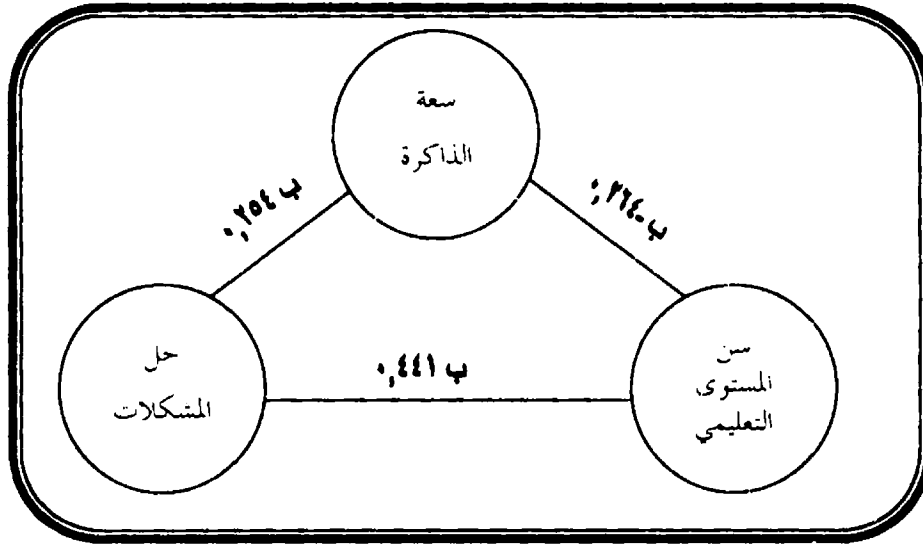 سعة
الذاكرة
ب ٠,٢٥٤
ب -٠,٢٦٤
حل
المشكلات
ب ٠,٤٤١
سن
المستوى
التعليمي